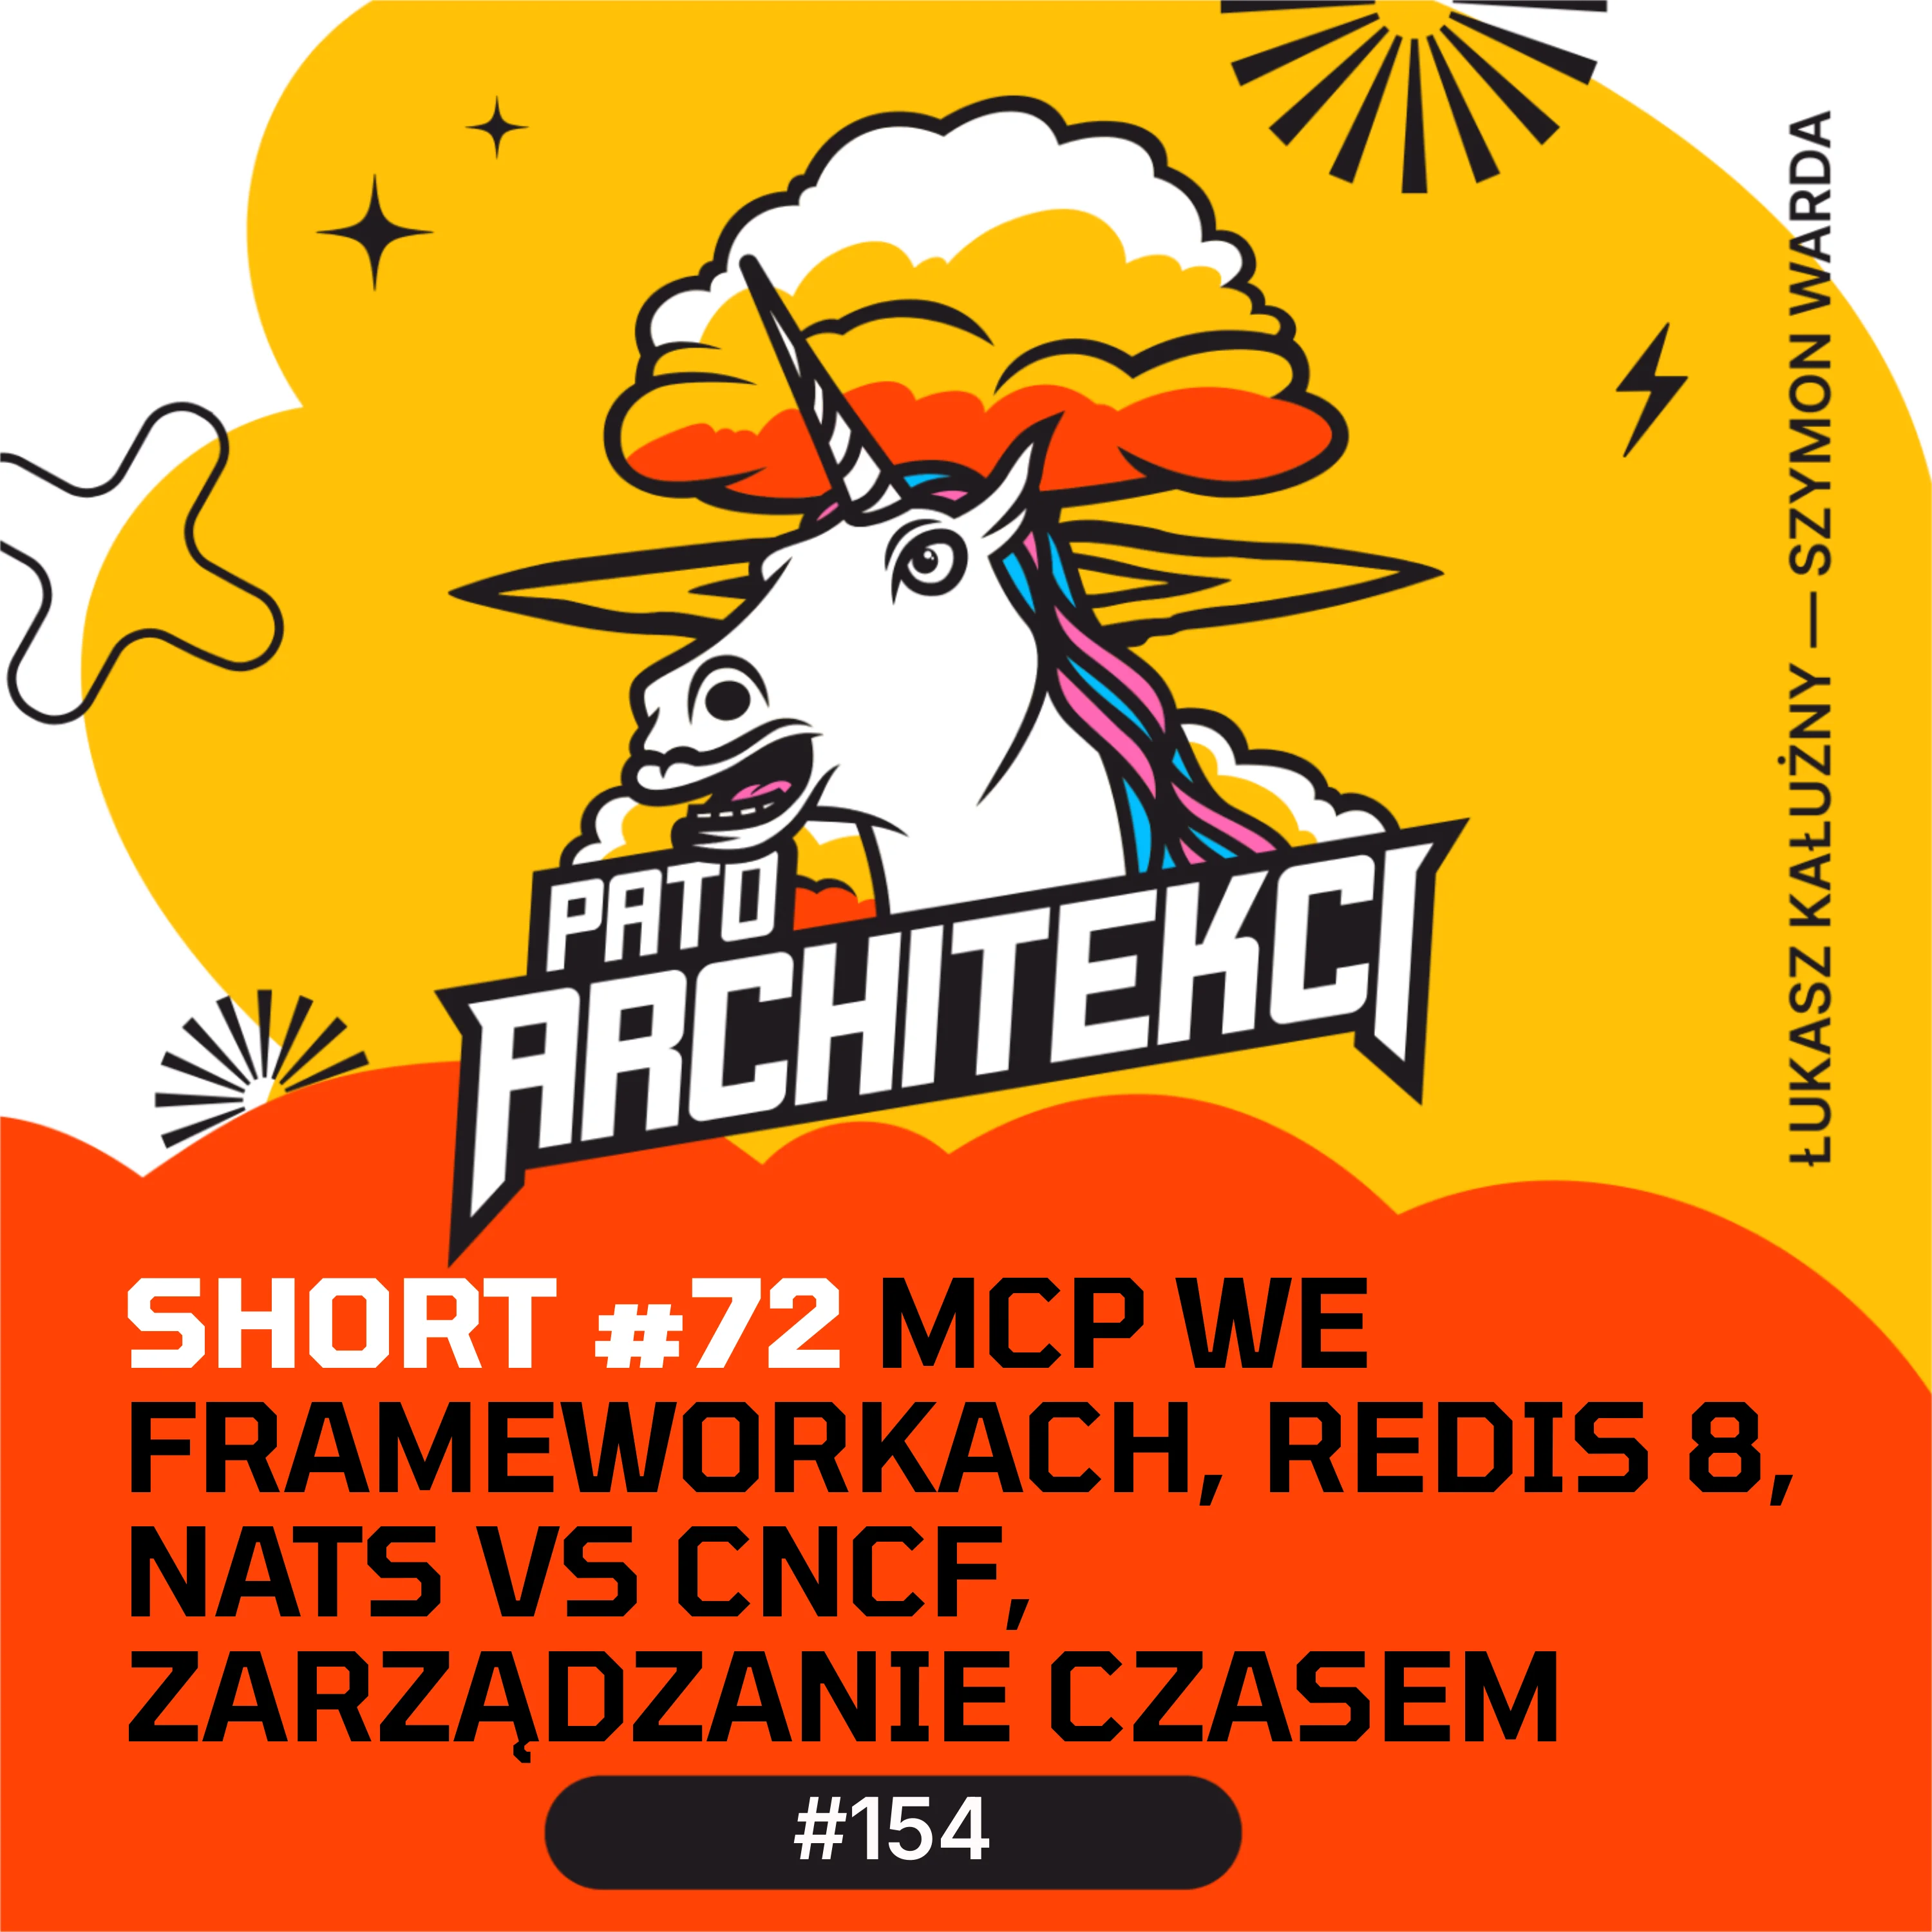 ŁUKASZ KAŁUŻNY — SZYMON WARDA
PATO
ARCHITEKCI
SHORT #72 MCP WE
FRAMEWORKACH, REDIS 8,
NATS VS CNCF,
ZARZĄDZANIE CZASEM
#154